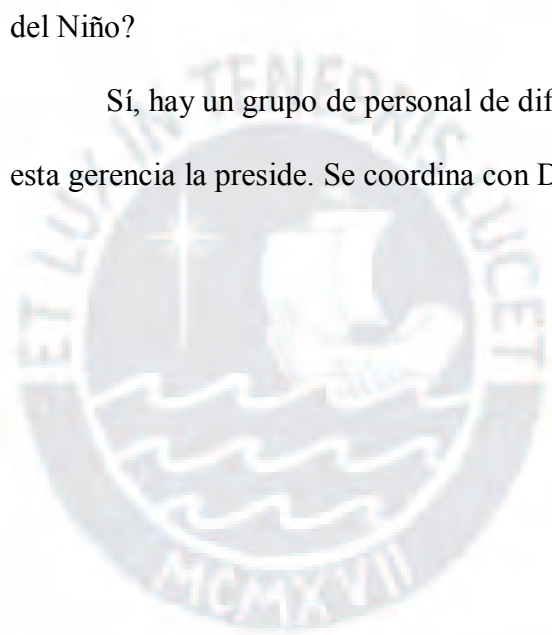 del Niño?
Sí, hay un grupo de personal de dif
esta gerencia la preside. Se coordina con D
ET LUX IN TENEBRIS LUCET
MCMXVII